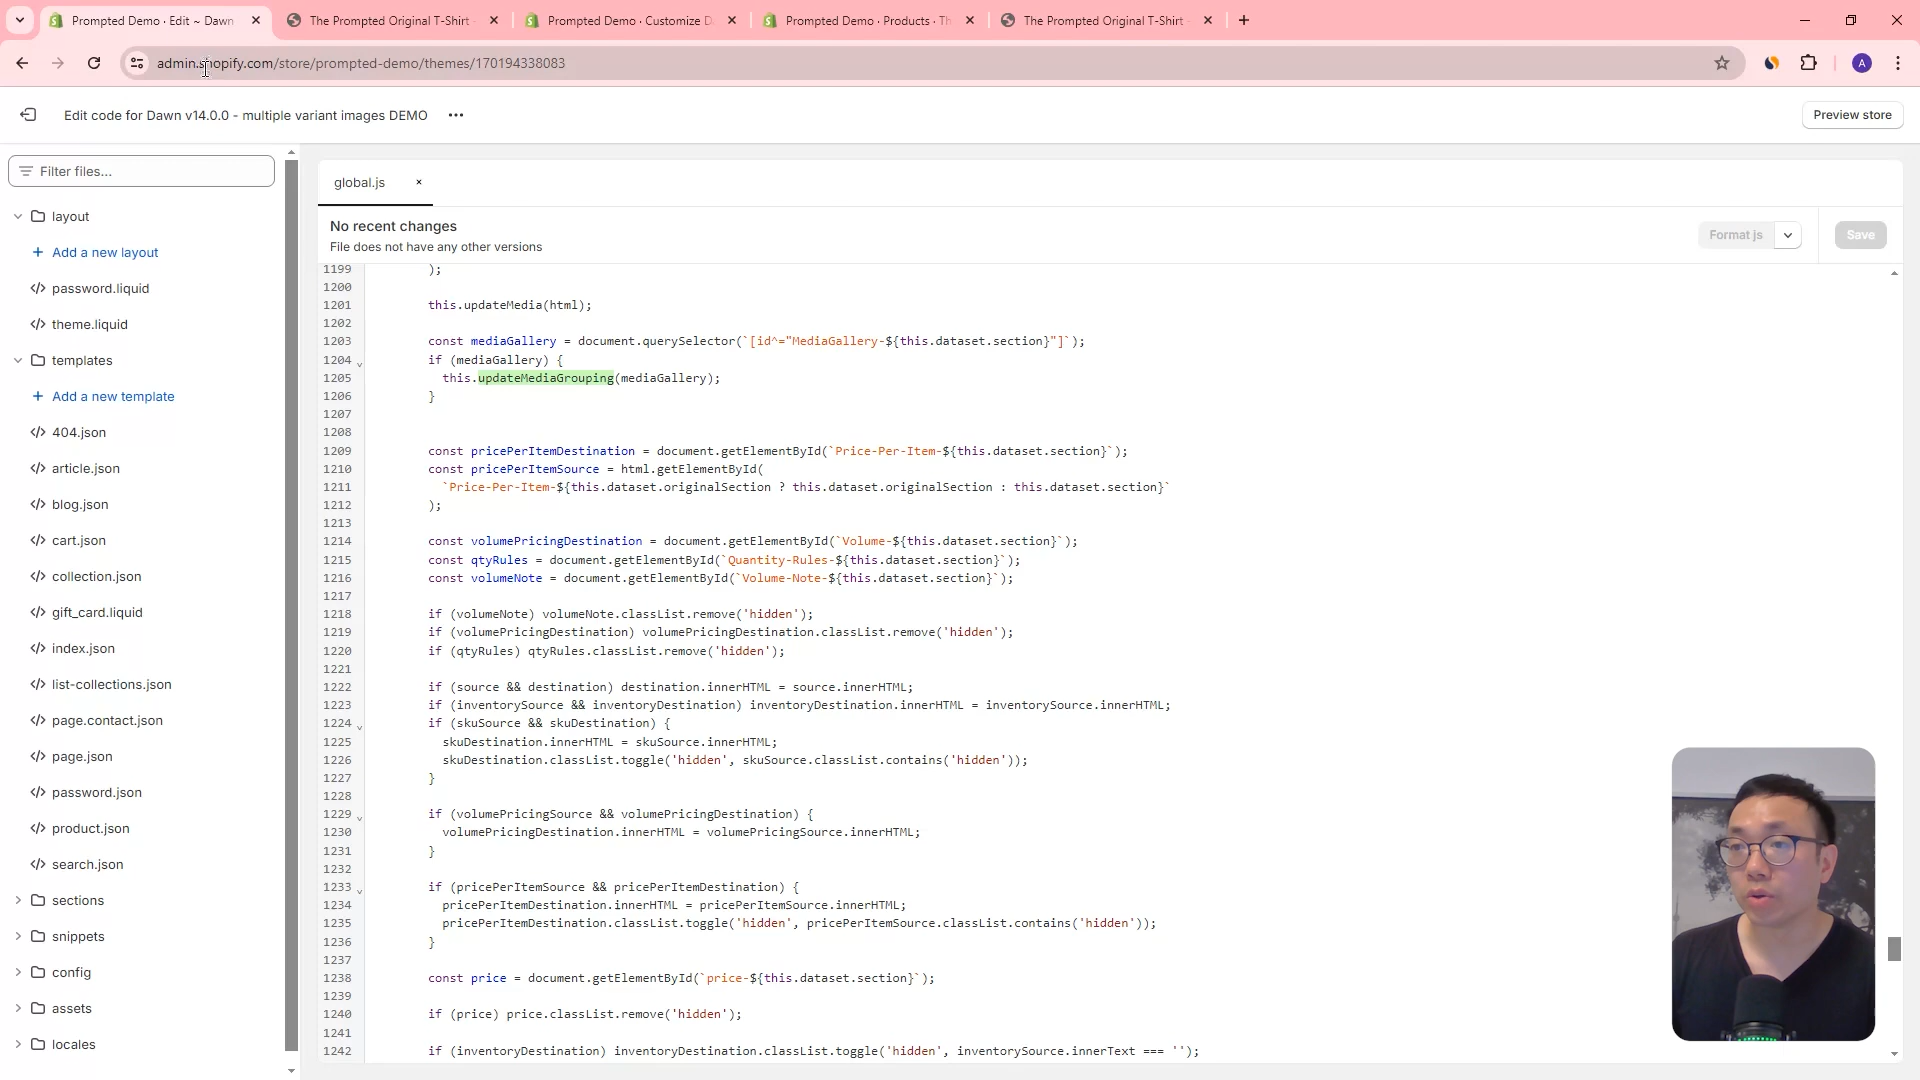 Prompted Demo · Edit ~ Dawn
The Prompted Original T-Shirt
Prompted Demo · Customize D
Prompted Demo · Products · Th
The Prompted Original T-Shirt
admin.shopify.com/store/prompted-demo/themes/170194338083
A
Edit code for Dawn v14.0.0 - multiple variant images DEMO
Preview store
Filter files...
layout
Add a new layout
password.liquid
theme.liquid
templates
Add a new template
404.json
article.json
blog.json
cart.json
collection.json
gift_card.liquid
index.json
list-collections.json
page.contact.json
page.json
password.json
product.json
search.json
sections
snippets
config
assets
locales
global.js
No recent changes
File does not have any other versions
Format js
Save
1199 );
1200
1201 this.updateMedia(html);
1202
1203 const mediaGallery = document.querySelector(`[id^="MediaGallery-${this.dataset.section}"]`);
1204 if (mediaGallery) {
1205 this.updateMediaGrouping(mediaGallery);
1206 }
1207
1208
1209 const pricePerItemDestination = document.getElementById(`Price-Per-Item-${this.dataset.section}`);
1210 const pricePerItemSource = html.getElementById(
1211 `Price-Per-Item-${this.dataset.originalSection ? this.dataset.originalSection : this.dataset.section}`
1212 );
1213
1214 const volumePricingDestination = document.getElementById(`Volume-${this.dataset.section}`);
1215 const qtyRules = document.getElementById(`Quantity-Rules-${this.dataset.section}`);
1216 const volumeNote = document.getElementById(`Volume-Note-${this.dataset.section}`);
1217
1218 if (volumeNote) volumeNote.classList.remove('hidden');
1219 if (volumePricingDestination) volumePricingDestination.classList.remove('hidden');
1220 if (qtyRules) qtyRules.classList.remove('hidden');
1221
1222 if (source && destination) destination.innerHTML = source.innerHTML;
1223 if (inventorySource && inventoryDestination) inventoryDestination.innerHTML = inventorySource.innerHTML;
1224 if (skuSource && skuDestination) {
1225 skuDestination.innerHTML = skuSource.innerHTML;
1226 skuDestination.classList.toggle('hidden', skuSource.classList.contains('hidden'));
1227 }
1228
1229 if (volumePricingSource && volumePricingDestination) {
1230 volumePricingDestination.innerHTML = volumePricingSource.innerHTML;
1231 }
1232
1233 if (pricePerItemSource && pricePerItemDestination) {
1234 pricePerItemDestination.innerHTML = pricePerItemSource.innerHTML;
1235 pricePerItemDestination.classList.toggle('hidden', pricePerItemSource.classList.contains('hidden'));
1236 }
1237
1238 const price = document.getElementById(`price-${this.dataset.section}`);
1239
1240 if (price) price.classList.remove('hidden');
1241
1242 if (inventoryDestination) inventoryDestination.classList.toggle('hidden', inventorySource.innerText === '');